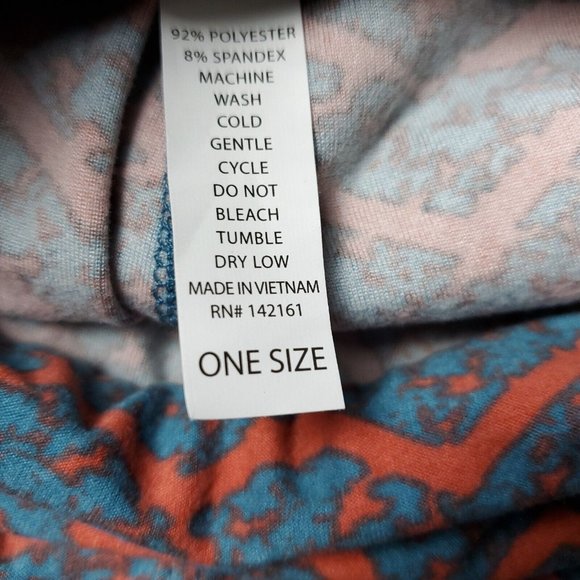 92% POLYESTER
8% SPANDEX
MACHINE
WASH
COLD
GENTLE
CYCLE
DO NOT
BLEACH
TUMBLE
DRY LOW
MADE IN VIETNAM
RN# 142161
ONE SIZE